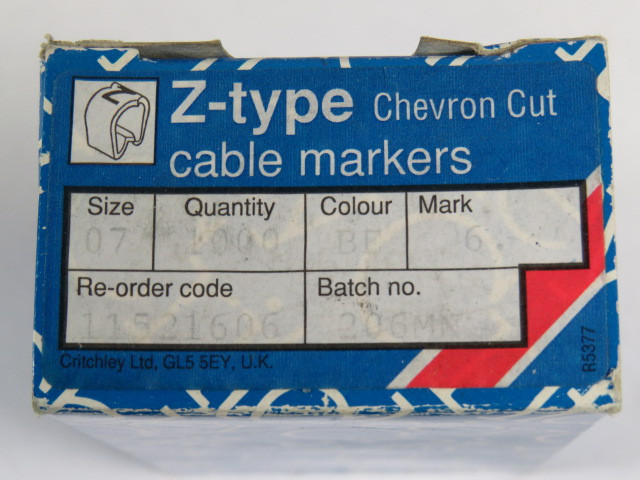 Z-type Chevron Cut
cable markers
Size Quantity Colour Mark
07 1000 BE 6
Re-order code Batch no.
11521606 206MN
Critchley Ltd, GL5 5EY, U.K.
R5377